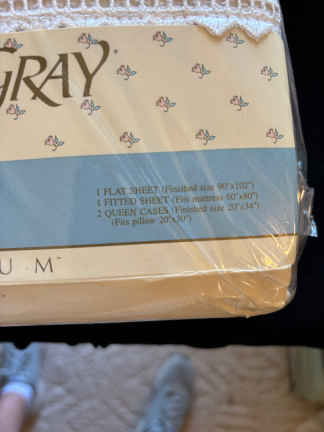 GRAY
1 FLAT SHEET (Finished size 90"x102")
1 FITTED SHEET (Fits mattress 60"x80")
2 QUEEN CASES (Finished size 20"x34")
(Fits pillow 20"x30")
UM™